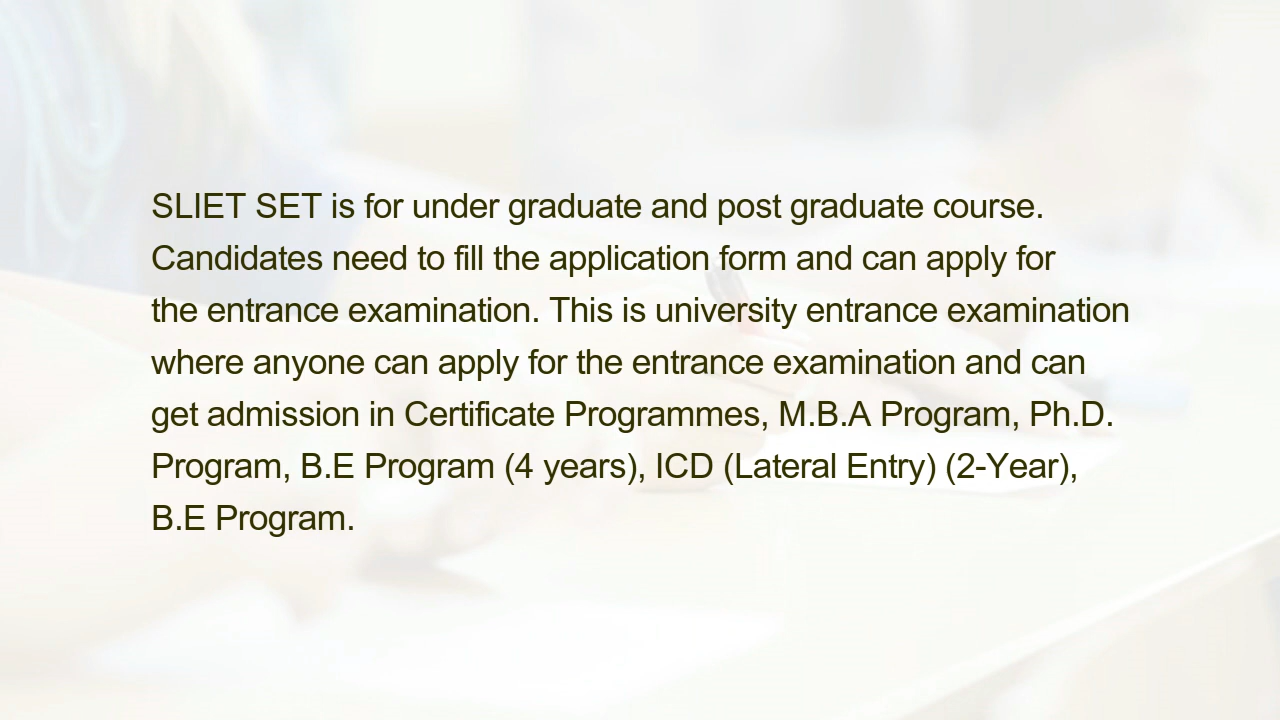 SLIET SET is for under graduate and post graduate course.
Candidates need to fill the application form and can apply for
the entrance examination. This is university entrance examination
where anyone can apply for the entrance examination and can
get admission in Certificate Programmes, M.B.A Program, Ph.D.
Program, B.E Program (4 years), ICD (Lateral Entry) (2-Year),
B.E Program.